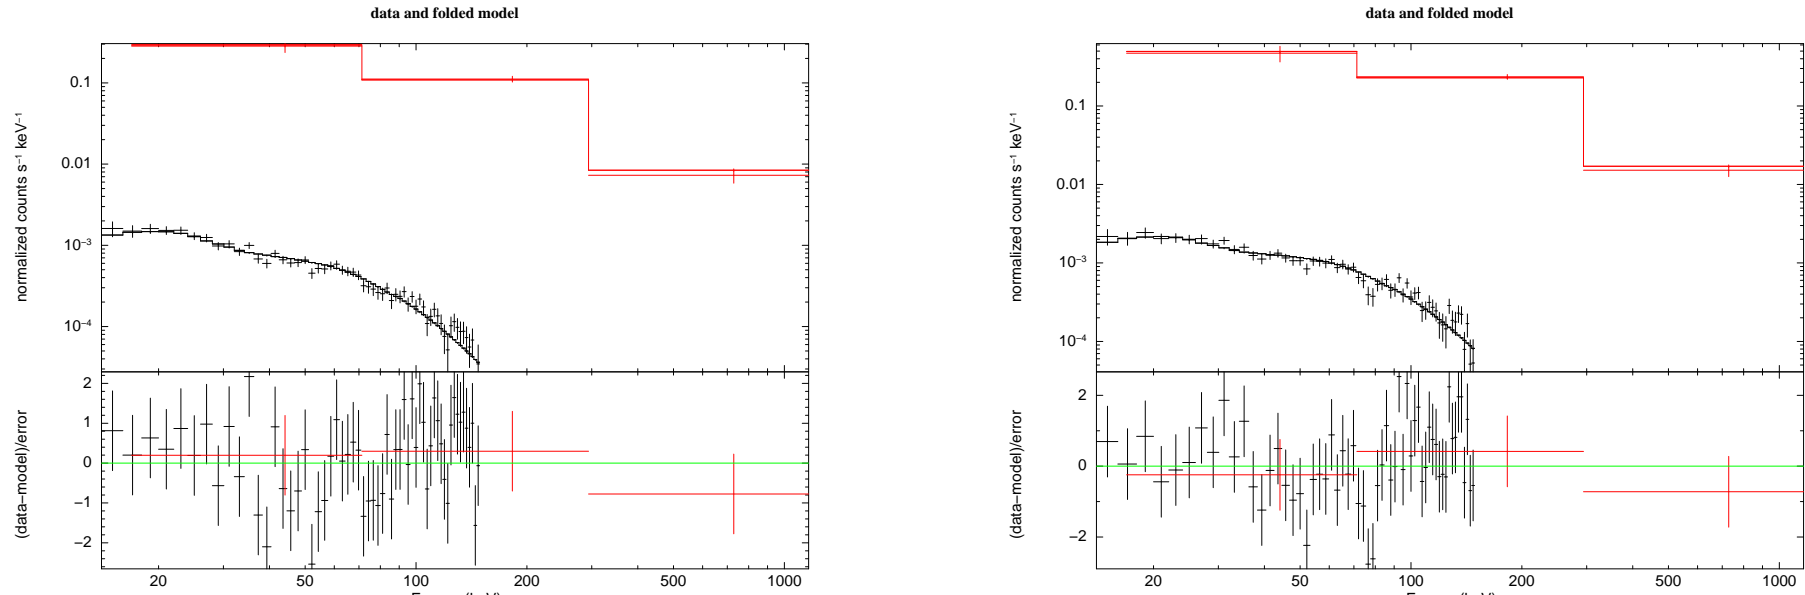 data and folded model
normalized counts s⁻¹ keV⁻¹
0.1
0.01
10⁻³
10⁻⁴
(data−model)/error
2
1
0
−1
−2
20 50 100 200 500 1000
data and folded model
normalized counts s⁻¹ keV⁻¹
0.1
0.01
10⁻³
10⁻⁴
(data−model)/error
2
0
−2
20 50 100 200 500 1000